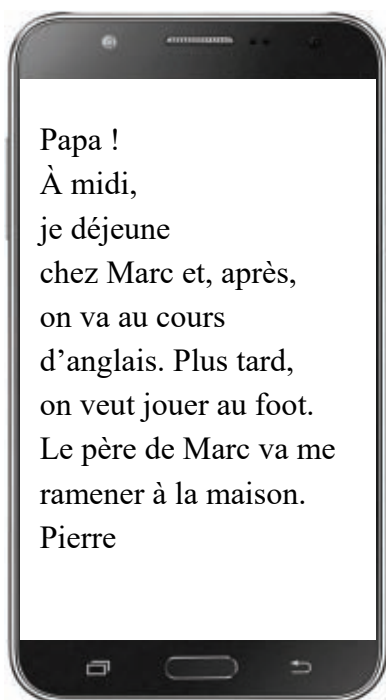 Papa !
À midi,
je déjeune
chez Marc et, après,
on va au cours
d’anglais. Plus tard,
on veut jouer au foot.
Le père de Marc va me
ramener à la maison.
Pierre